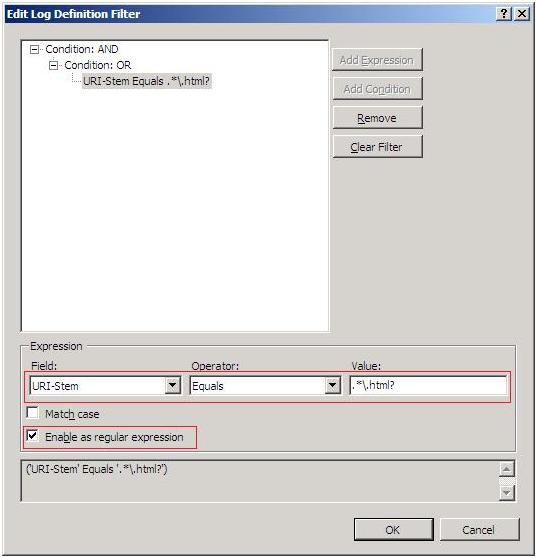 Edit Log Definition Filter
Condition: AND
Condition: OR
URI-Stem Equals .*\.html?
Add Expression
Add Condition
Remove
Clear Filter
Expression
Field: Operator: Value:
URI-Stem Equals .*\.html?
Match case
Enable as regular expression
('URI-Stem' Equals '.*\.html?')
OK Cancel